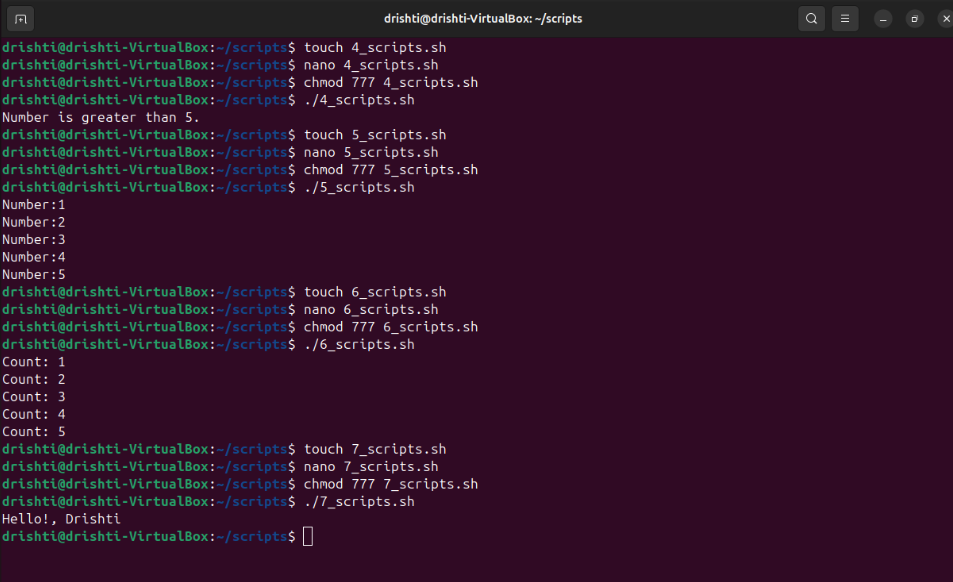 drishti@drishti-VirtualBox: ~/scripts
drishti@drishti-VirtualBox:~/scripts$ touch 4_scripts.sh
drishti@drishti-VirtualBox:~/scripts$ nano 4_scripts.sh
drishti@drishti-VirtualBox:~/scripts$ chmod 777 4_scripts.sh
drishti@drishti-VirtualBox:~/scripts$ ./4_scripts.sh
Number is greater than 5.
drishti@drishti-VirtualBox:~/scripts$ touch 5_scripts.sh
drishti@drishti-VirtualBox:~/scripts$ nano 5_scripts.sh
drishti@drishti-VirtualBox:~/scripts$ chmod 777 5_scripts.sh
drishti@drishti-VirtualBox:~/scripts$ ./5_scripts.sh
Number:1
Number:2
Number:3
Number:4
Number:5
drishti@drishti-VirtualBox:~/scripts$ touch 6_scripts.sh
drishti@drishti-VirtualBox:~/scripts$ nano 6_scripts.sh
drishti@drishti-VirtualBox:~/scripts$ chmod 777 6_scripts.sh
drishti@drishti-VirtualBox:~/scripts$ ./6_scripts.sh
Count: 1
Count: 2
Count: 3
Count: 4
Count: 5
drishti@drishti-VirtualBox:~/scripts$ touch 7_scripts.sh
drishti@drishti-VirtualBox:~/scripts$ nano 7_scripts.sh
drishti@drishti-VirtualBox:~/scripts$ chmod 777 7_scripts.sh
drishti@drishti-VirtualBox:~/scripts$ ./7_scripts.sh
Hello!, Drishti
drishti@drishti-VirtualBox:~/scripts$